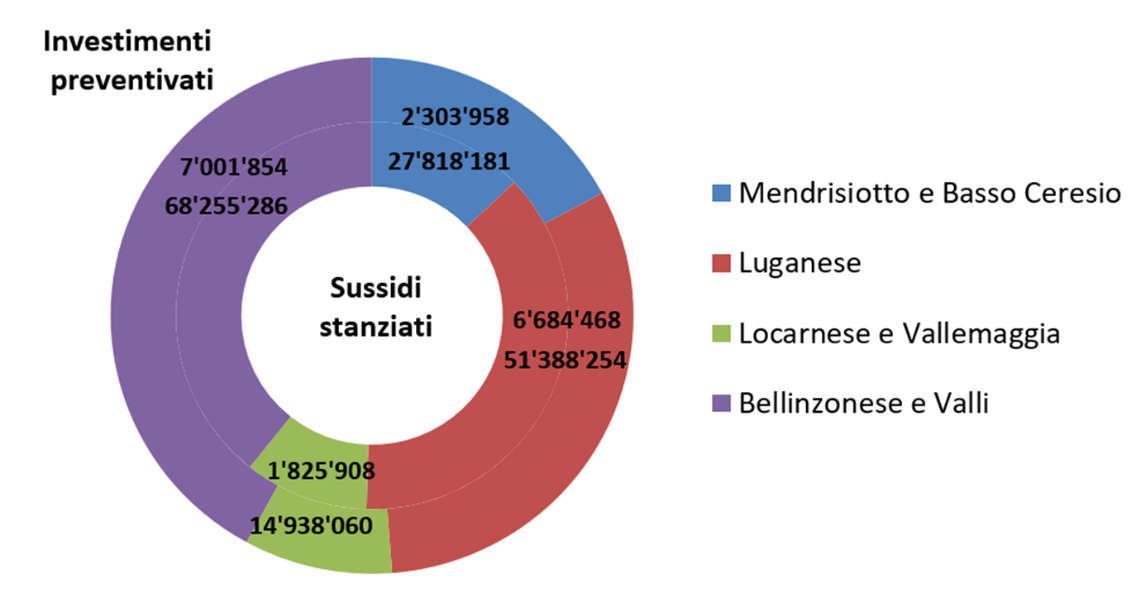 Investimenti
preventivati
2'303'958
27'818'181
7'001'854
68'255'286
Sussidi
stanziati
6'684'468
51'388'254
1'825'908
14'938'060
Mendrisiotto e Basso Ceresio
Luganese
Locarnese e Vallemaggia
Bellinzonese e Valli